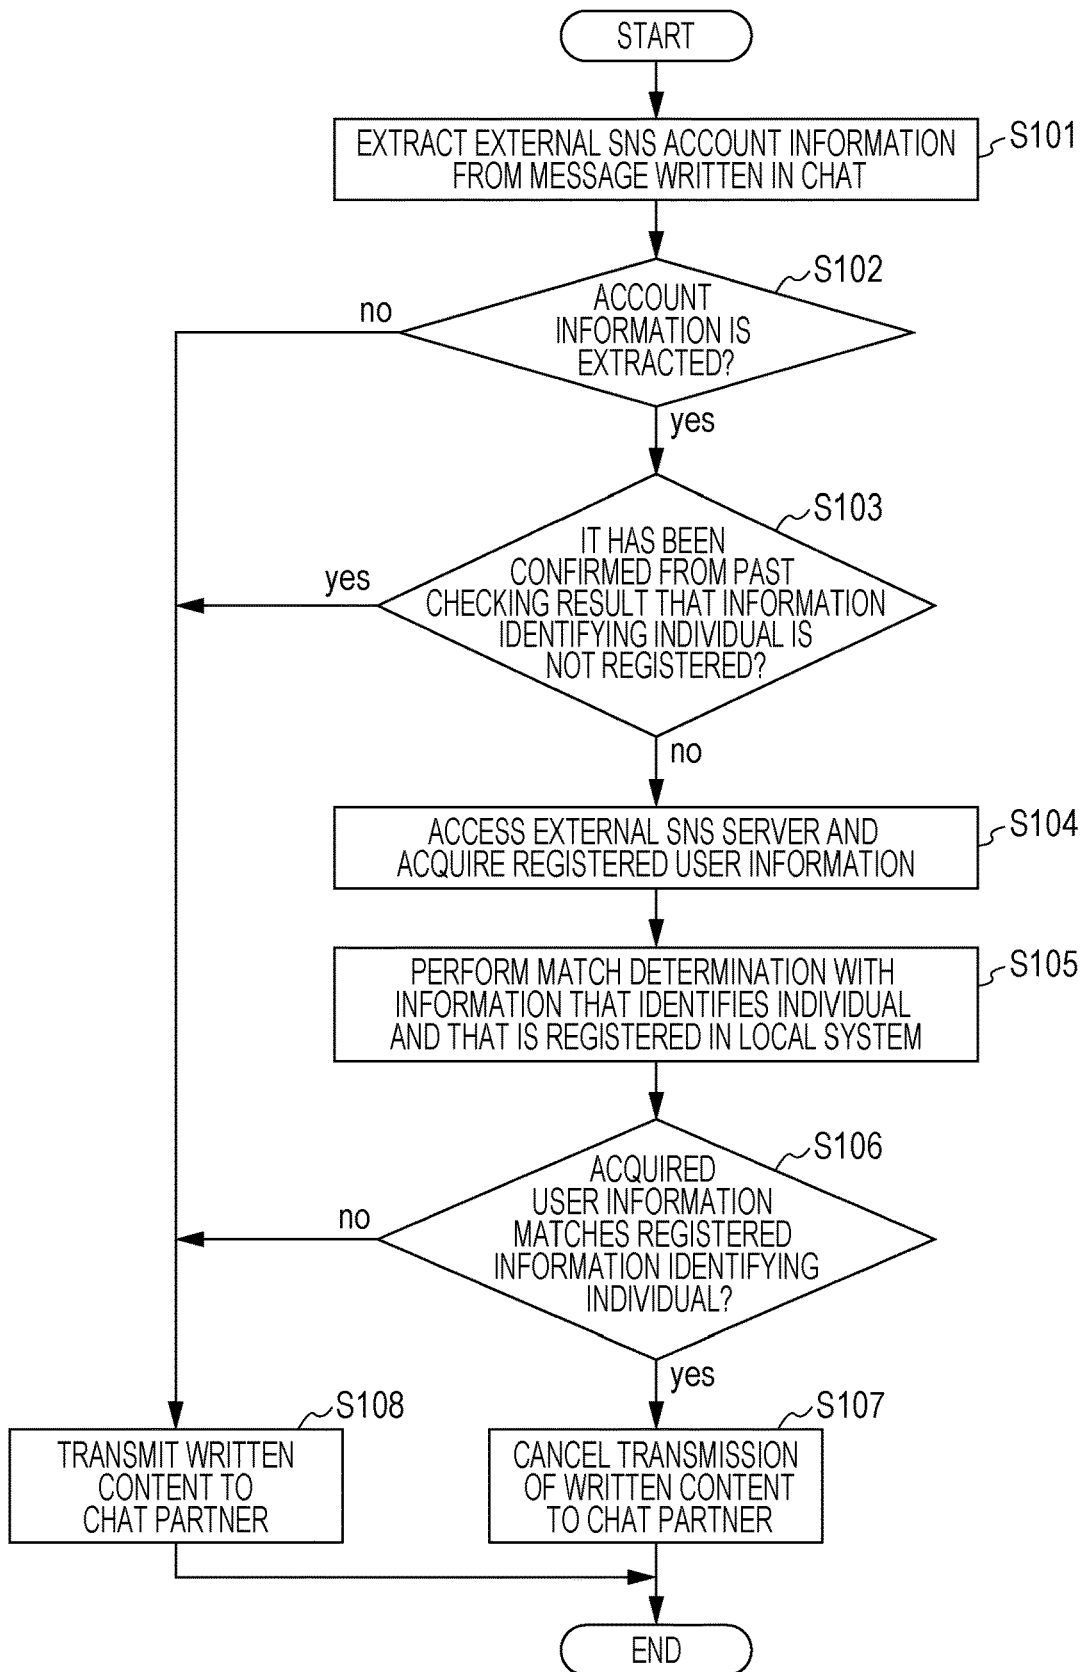 START
EXTRACT EXTERNAL SNS ACCOUNT INFORMATION
FROM MESSAGE WRITTEN IN CHAT
S101
ACCOUNT
INFORMATION IS
EXTRACTED?
S102
no
yes
IT HAS BEEN
CONFIRMED FROM PAST
CHECKING RESULT THAT INFORMATION
IDENTIFYING INDIVIDUAL IS
NOT REGISTERED?
S103
yes
no
ACCESS EXTERNAL SNS SERVER AND
ACQUIRE REGISTERED USER INFORMATION
S104
PERFORM MATCH DETERMINATION WITH
INFORMATION THAT IDENTIFIES INDIVIDUAL
AND THAT IS REGISTERED IN LOCAL SYSTEM
S105
ACQUIRED
USER INFORMATION
MATCHES REGISTERED
INFORMATION IDENTIFYING
INDIVIDUAL?
S106
no
yes
S108
TRANSMIT WRITTEN
CONTENT TO
CHAT PARTNER
S107
CANCEL TRANSMISSION
OF WRITTEN CONTENT
TO CHAT PARTNER
END